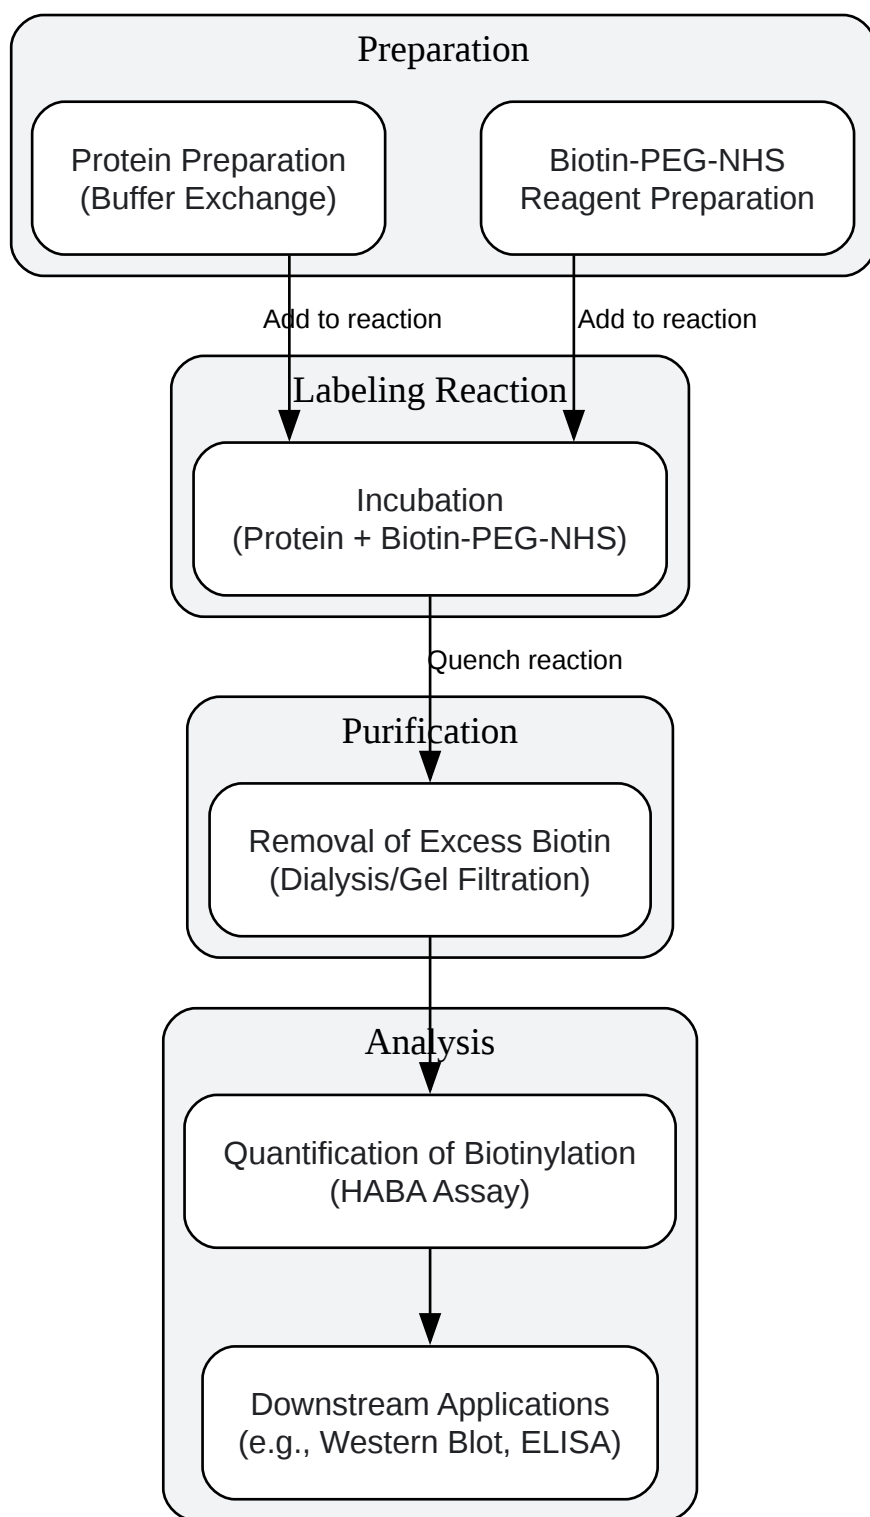 Preparation
Protein Preparation
(Buffer Exchange)
Biotin-PEG-NHS
Reagent Preparation
Add to reaction
Add to reaction
Labeling Reaction
Incubation
(Protein + Biotin-PEG-NHS)
Quench reaction
Purification
Removal of Excess Biotin
(Dialysis/Gel Filtration)
Analysis
Quantification of Biotinylation
(HABA Assay)
Downstream Applications
(e.g., Western Blot, ELISA)